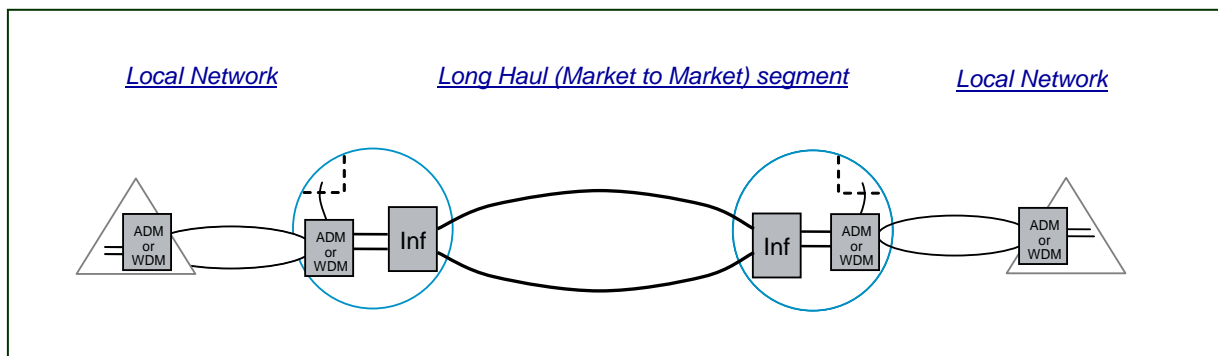 Local Network
Long Haul (Market to Market) segment
Local Network
ADM
or
WDM
ADM
or
WDM
Inf
Inf
ADM
or
WDM
ADM
or
WDM